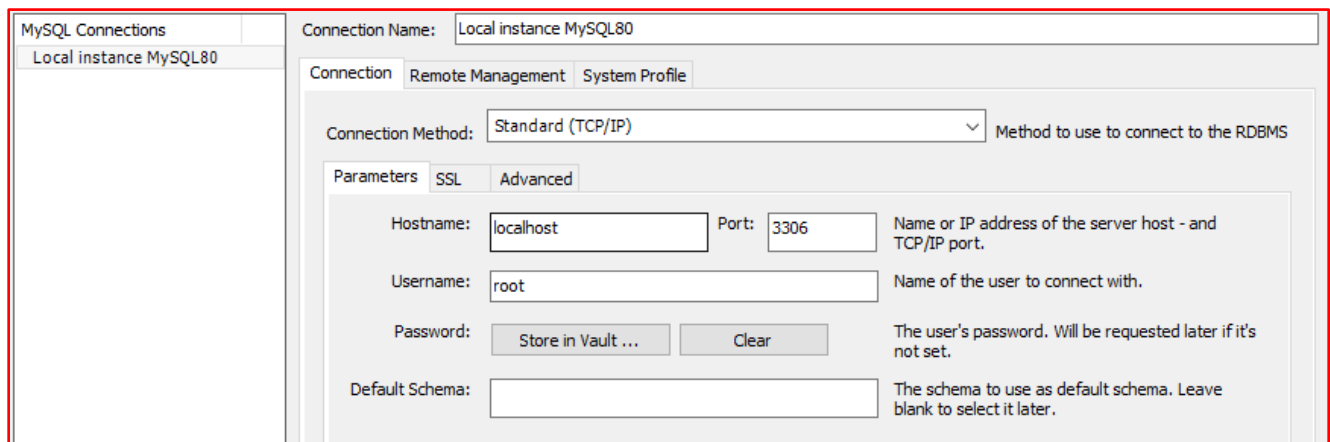 MySQL Connections
Local instance MySQL80
Connection Name: Local instance MySQL80
Connection Remote Management System Profile
Connection Method: Standard (TCP/IP) Method to use to connect to the RDBMS
Parameters SSL Advanced
Hostname: localhost Port: 3306 Name or IP address of the server host - and
TCP/IP port.
Username: root Name of the user to connect with.
Password: Store in Vault ... Clear The user's password. Will be requested later if it's
not set.
Default Schema: The schema to use as default schema. Leave
blank to select it later.